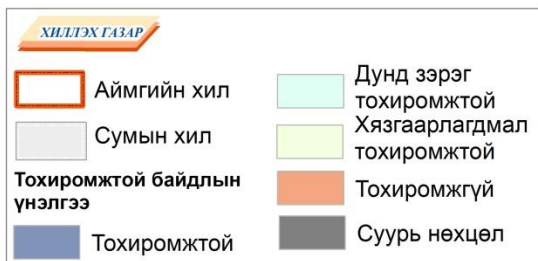 ХИЛЛЭХ ГАЗАР
Аймгийн хил
Сумын хил
Тохиромжтой байдлын
үнэлгээ
Тохиромжтой
Дунд зэрэг
тохиромжтой
Хязгаарлагдмал
тохиромжтой
Тохиромжгүй
Суурь нөхцөл